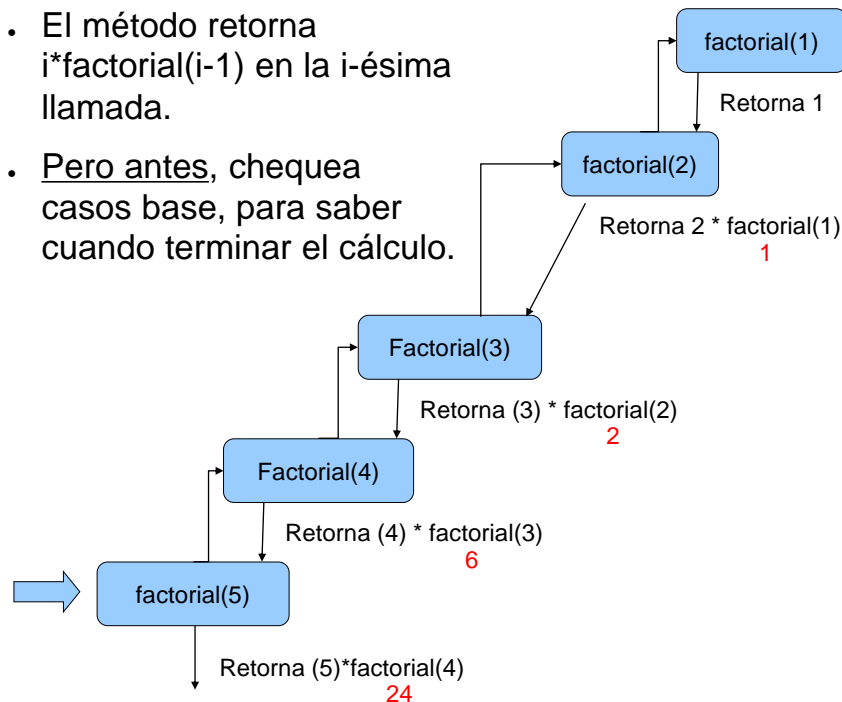 • El método retorna
i*factorial(i-1) en la i-ésima
llamada.
• Pero antes, chequea
casos base, para saber
cuando terminar el cálculo.
factorial(1)
Retorna 1
factorial(2)
Retorna 2 * factorial(1)
1
Factorial(3)
Retorna (3) * factorial(2)
2
Factorial(4)
Retorna (4) * factorial(3)
6
factorial(5)
Retorna (5)*factorial(4)
24